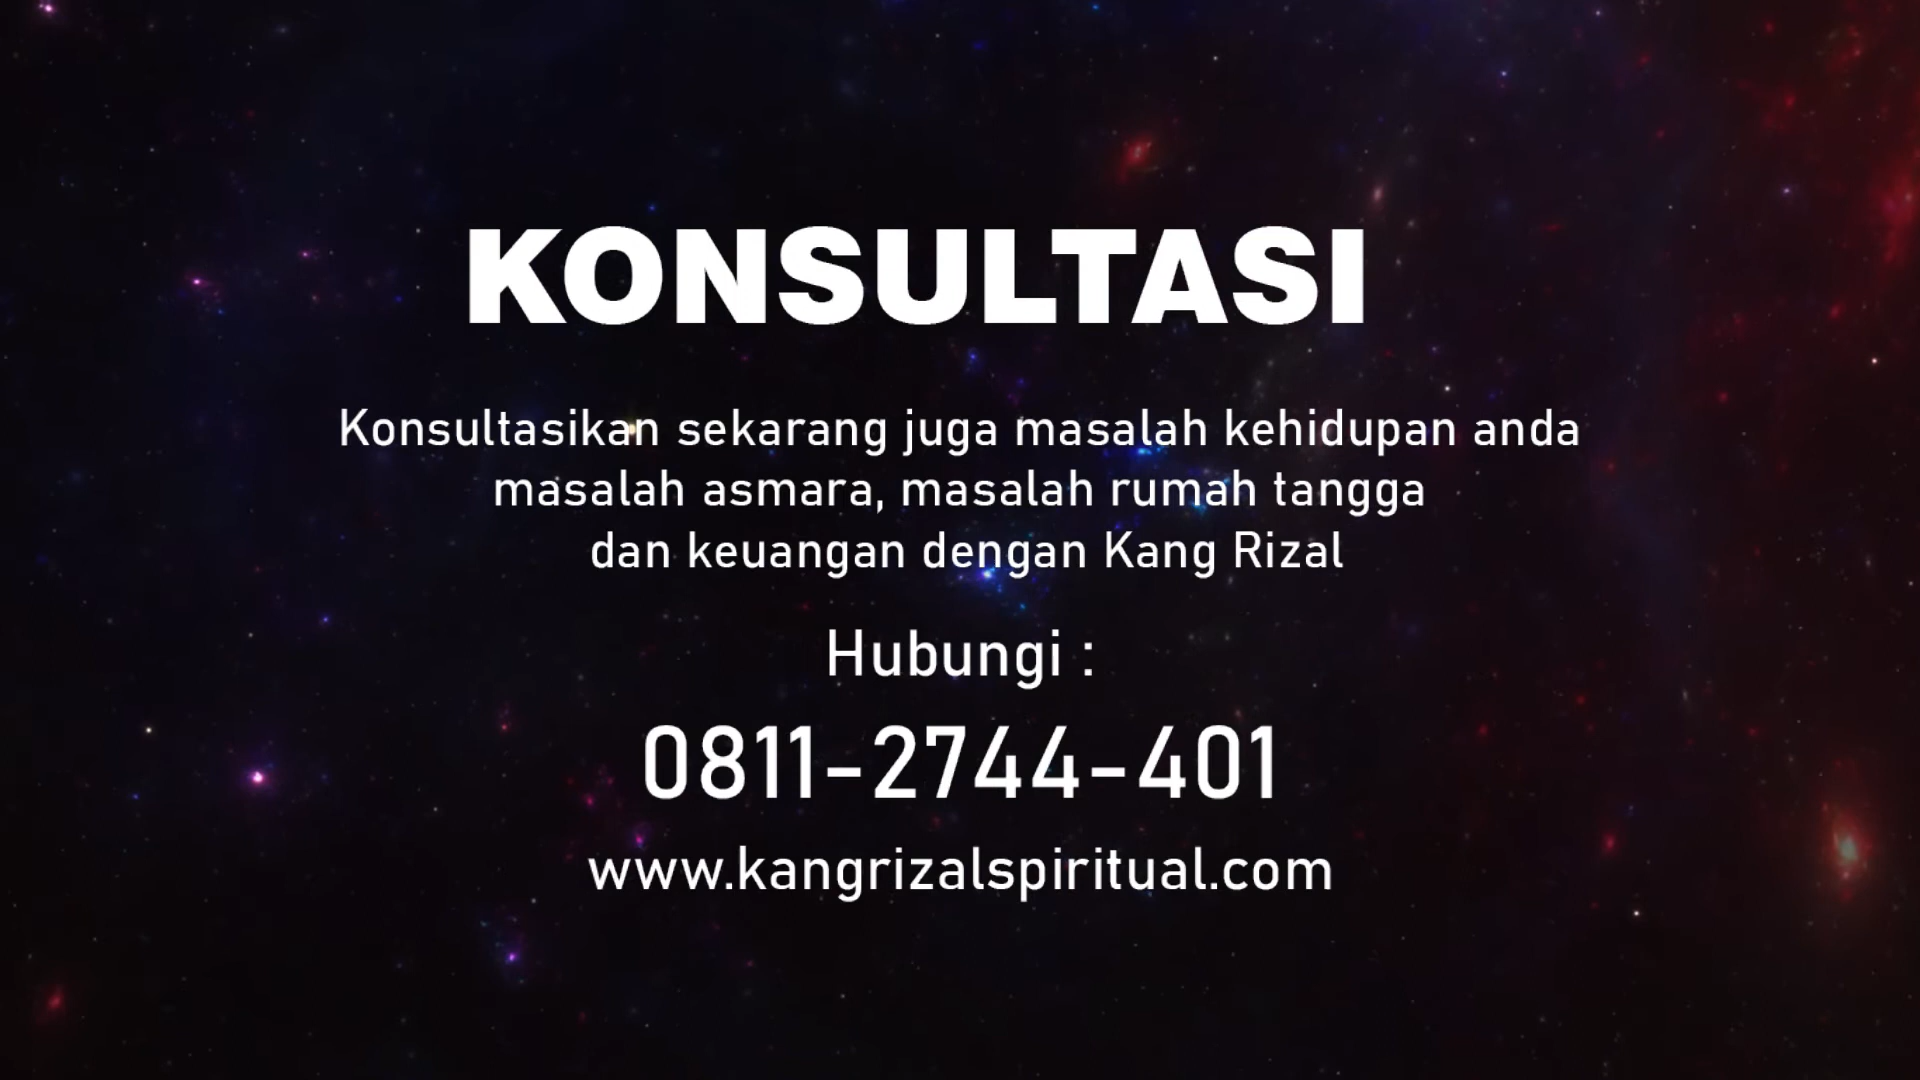 KONSULTASI
Konsultasikan sekarang juga masalah kehidupan anda
masalah asmara, masalah rumah tangga
dan keuangan dengan Kang Rizal
Hubungi :
0811-2744-401
www.kangrizalspiritual.com